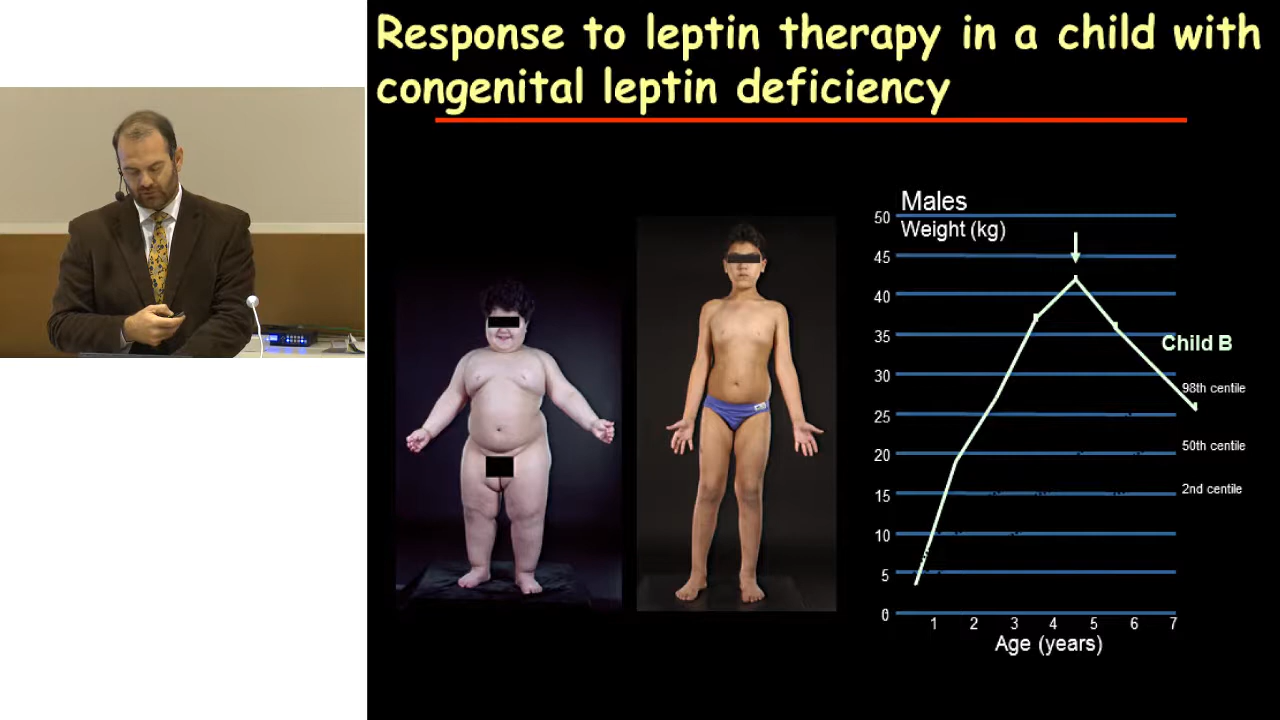 Response to leptin therapy in a child with
congenital leptin deficiency
Males
Weight (kg)
50
45
40
35
30
25
20
15
10
5
0
Child B
98th centile
50th centile
2nd centile
1 2 3 4 5 6 7
Age (years)